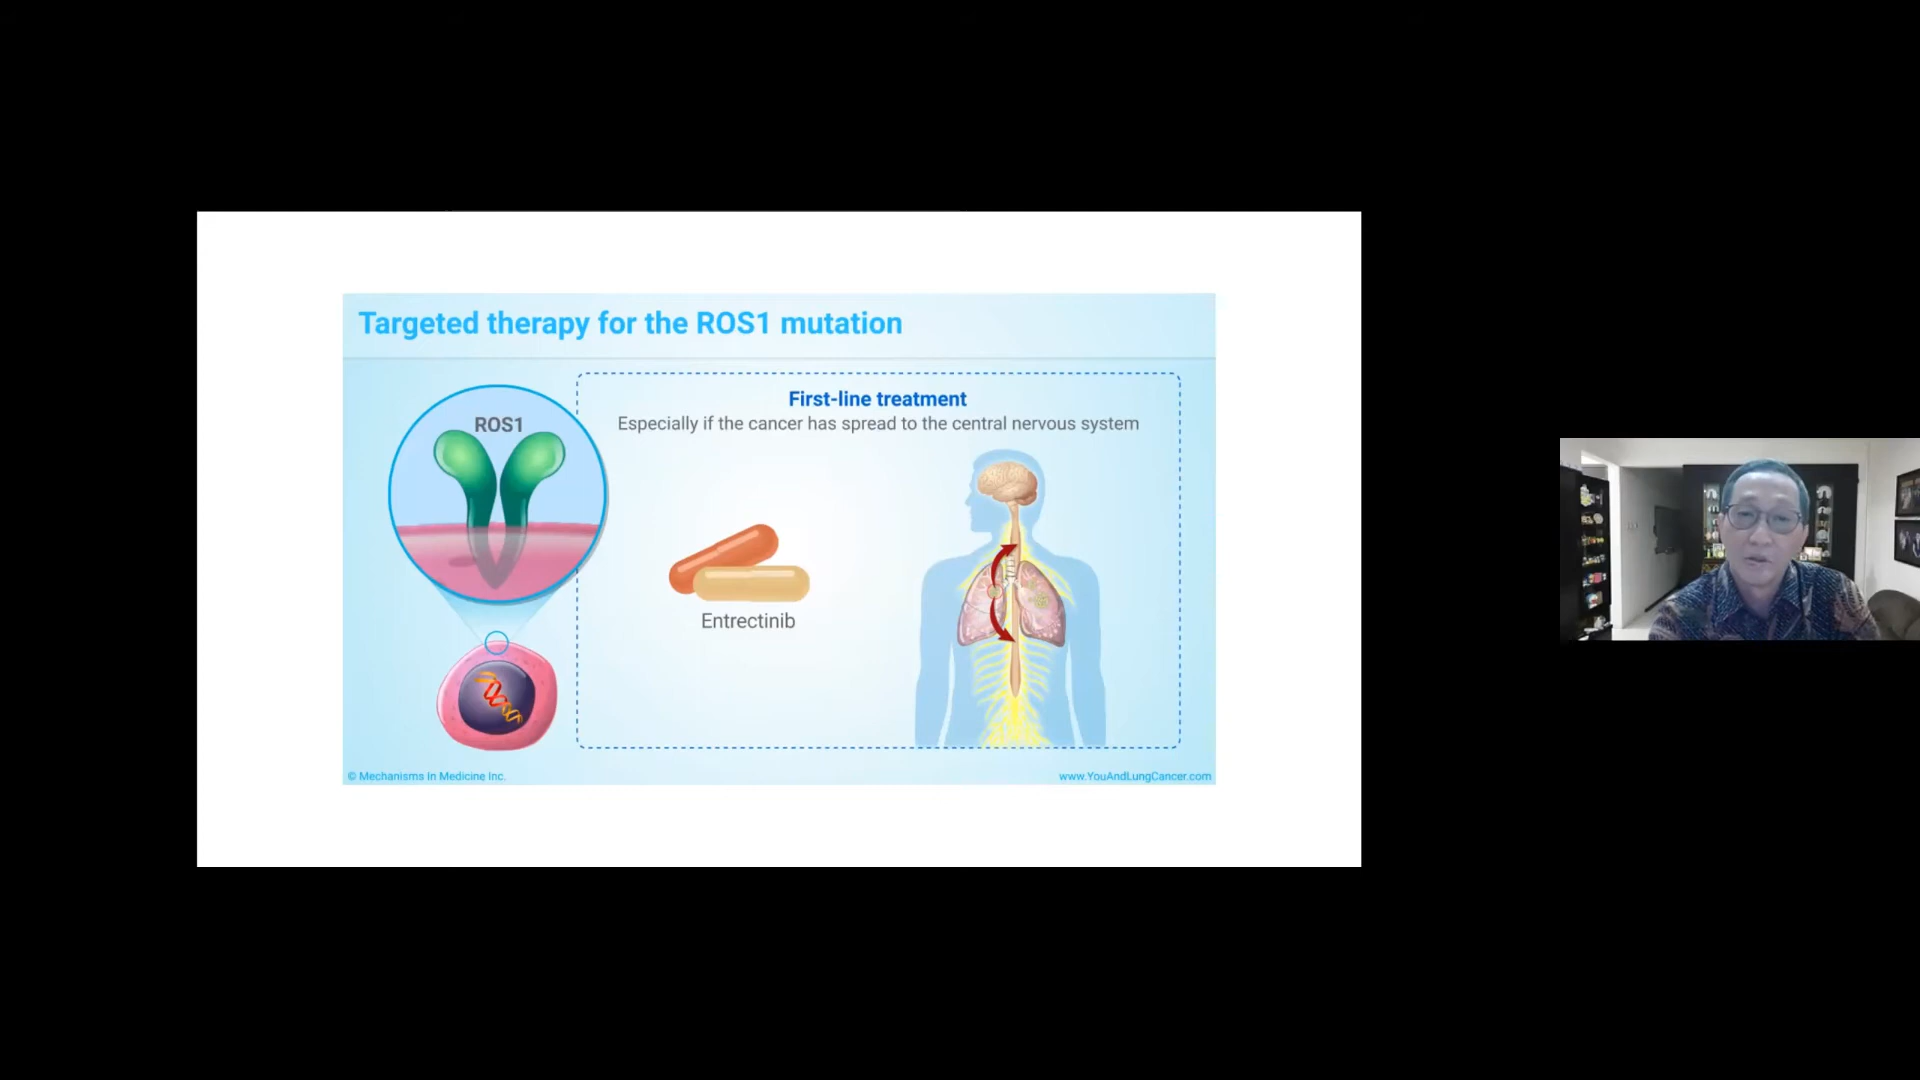 Targeted therapy for the ROS1 mutation
ROS1
First-line treatment
Especially if the cancer has spread to the central nervous system
Entrectinib
© Mechanisms In Medicine Inc.
www.YouAndLungCancer.com